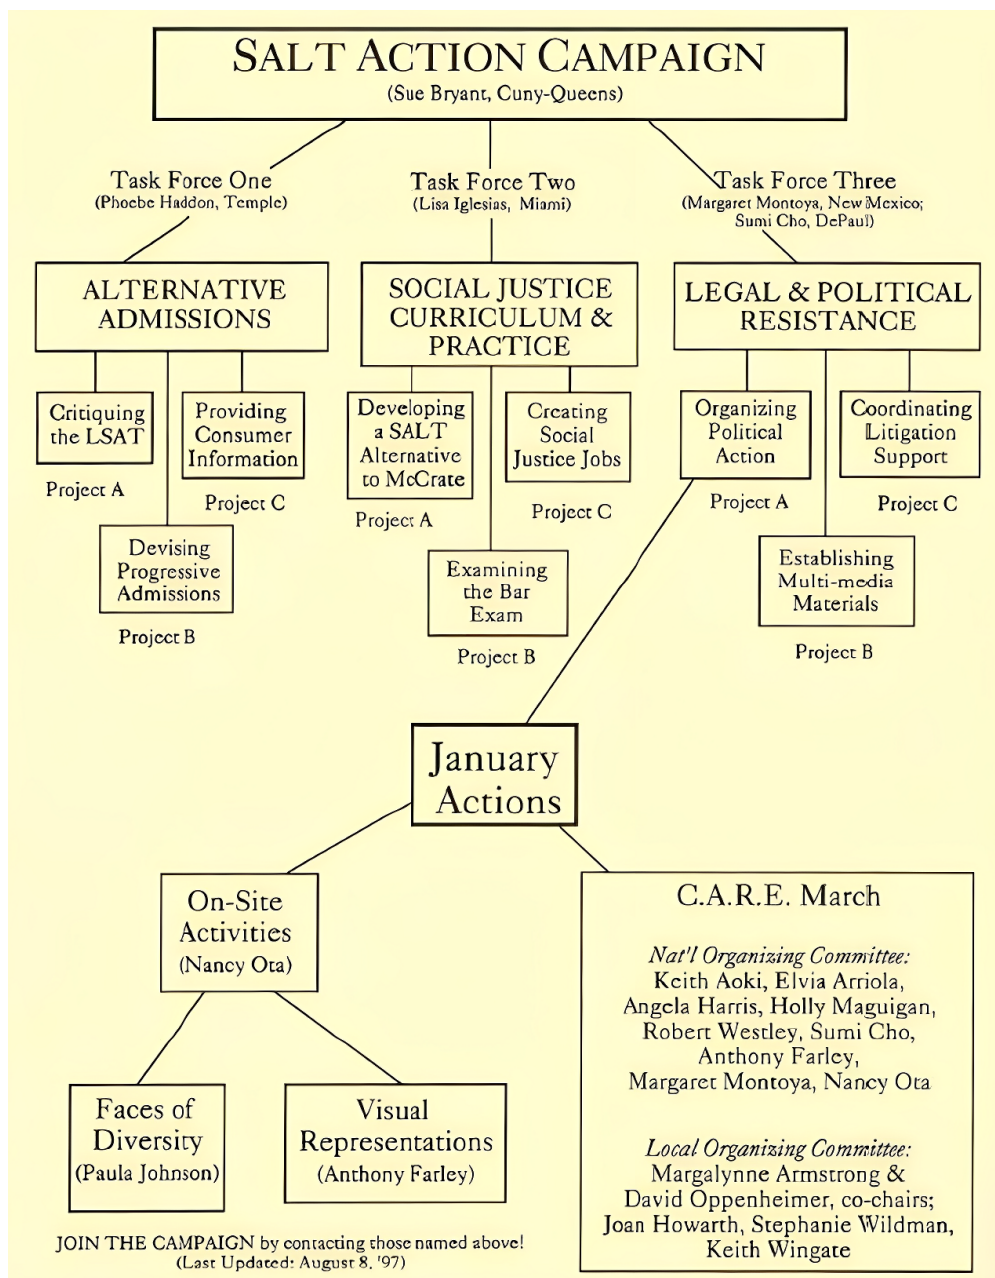 SALT ACTION CAMPAIGN
(Sue Bryant, Cuny-Queens)
Task Force One
(Phoebe Haddon, Temple)
Task Force Two
(Lisa Iglesias, Miami)
Task Force Three
(Margaret Montoya, New Mexico;
Sumi Cho, DePaul)
ALTERNATIVE
ADMISSIONS
SOCIAL JUSTICE
CURRICULUM &
PRACTICE
LEGAL & POLITICAL
RESISTANCE
Critiquing
the LSAT
Project A
Providing
Consumer
Information
Project C
Devising
Progressive
Admissions
Project B
Developing
a SALT
Alternative
to McCrate
Project A
Creating
Social
Justice Jobs
Project C
Examining
the Bar
Exam
Project B
Organizing
Political
Action
Project A
Coordinating
Litigation
Support
Project C
Establishing
Multi-media
Materials
Project B
January
Actions
On-Site
Activities
(Nancy Ota)
Faces of
Diversity
(Paula Johnson)
Visual
Representations
(Anthony Farley)
C.A.R.E. March
Nat'l Organizing Committee:
Keith Aoki, Elvia Arriola,
Angela Harris, Holly Maguigan,
Robert Westley, Sumi Cho,
Anthony Farley,
Margaret Montoya, Nancy Ota
Local Organizing Committee:
Margalynne Armstrong &
David Oppenheimer, co-chairs;
Joan Howarth, Stephanie Wildman,
Keith Wingate
JOIN THE CAMPAIGN by contacting those named above!
(Last Updated: August 8, '97)